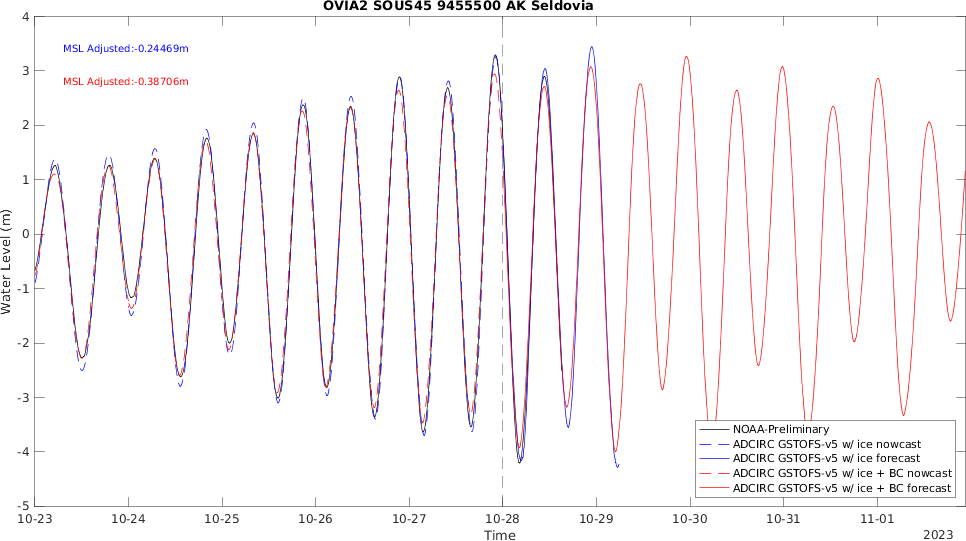 OVIA2 SOUS45 9455500 AK Seldovia
MSL Adjusted:-0.24469m
MSL Adjusted:-0.38706m
Water Level (m)
4
3
2
1
0
-1
-2
-3
-4
-5
NOAA-Preliminary
ADCIRC GSTOFS-v5 w/ ice nowcast
ADCIRC GSTOFS-v5 w/ ice forecast
ADCIRC GSTOFS-v5 w/ ice + BC nowcast
ADCIRC GSTOFS-v5 w/ ice + BC forecast
10-23 10-24 10-25 10-26 10-27 10-28 10-29 10-30 10-31 11-01
Time
2023